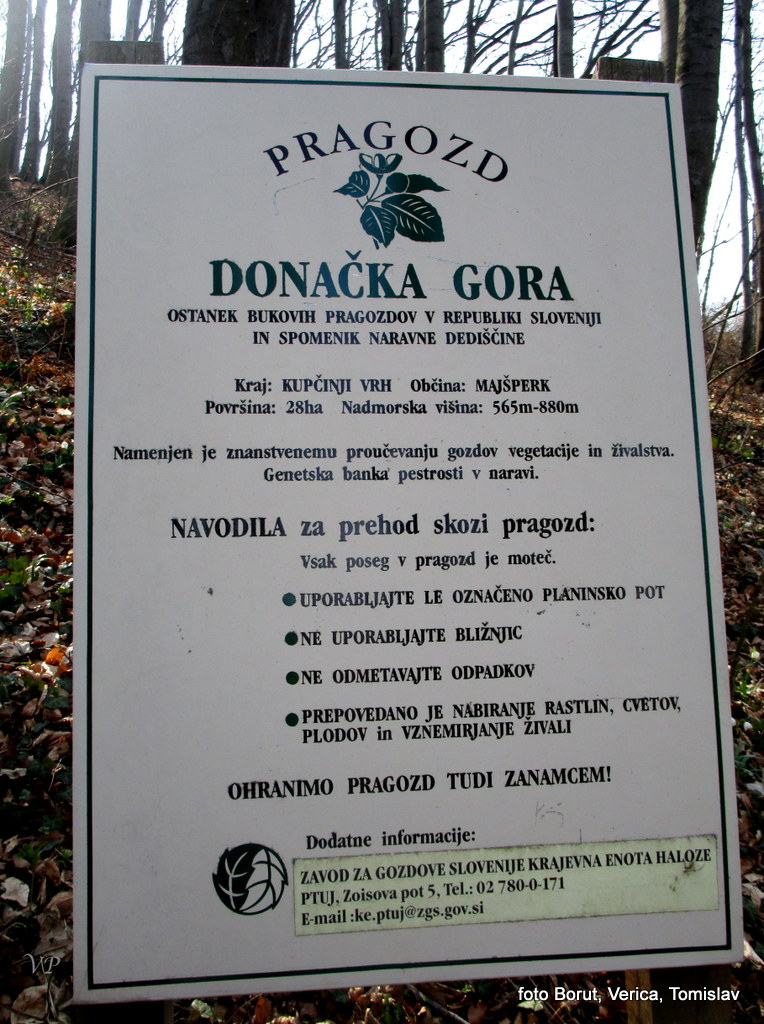 PRAGOZD
DONAČKA GORA
OSTANEK BUKOVIH PRAGOZDOV V REPUBLIKI SLOVENIJI
IN SPOMENIK NARAVNE DEDIŠČINE
Kraj: KUPČINJI VRH Občina: MAJŠPERK
Površina: 28ha Nadmorska višina: 565m-880m
Namenjen je znanstvenemu proučevanju gozdov vegetacije in živalstva.
Genetska banka pestrosti v naravi.
NAVODILA za prehod skozi pragozd:
Vsak poseg v pragozd je moteč.
●UPORABLJAJTE LE OZNAČENO PLANINSKO POT
●NE UPORABLJAJTE BLIŽNJIC
●NE ODMETAVAJTE ODPADKOV
●PREPOVEDANO JE NABIRANJE RASTLIN, CVETOV,
PLODOV in VZNEMIRJANJE ŽIVALI
OHRANIMO PRAGOZD TUDI ZANAMCEM!
Dodatne informacije:
ZAVOD ZA GOZDOVE SLOVENIJE KRAJEVNA ENOTA HALOZE
PTUJ, Zoisova pot 5, Tel.: 02 780-0-171
E-mail :ke.ptuj@zgs.gov.si
VP
foto Borut, Verica, Tomislav